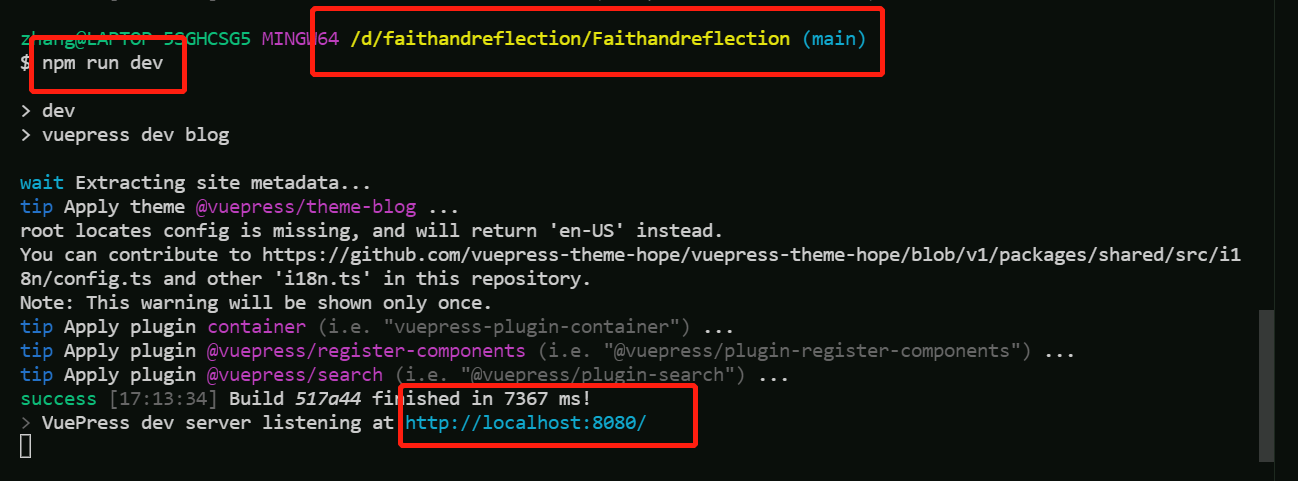 zhang@LAPTOP-5SGHCSG5 MINGW64 /d/faithandreflection/Faithandreflection (main)
$ npm run dev
> dev
> vuepress dev blog
wait Extracting site metadata...
tip Apply theme @vuepress/theme-blog ...
root locates config is missing, and will return 'en-US' instead.
You can contribute to https://github.com/vuepress-theme-hope/vuepress-theme-hope/blob/v1/packages/shared/src/i1
8n/config.ts and other 'i18n.ts' in this repository.
Note: This warning will be shown only once.
tip Apply plugin container (i.e. "vuepress-plugin-container") ...
tip Apply plugin @vuepress/register-components (i.e. "@vuepress/plugin-register-components") ...
tip Apply plugin @vuepress/search (i.e. "@vuepress/plugin-search") ...
success [17:13:34] Build 517a44 finished in 7367 ms!
> VuePress dev server listening at http://localhost:8080/